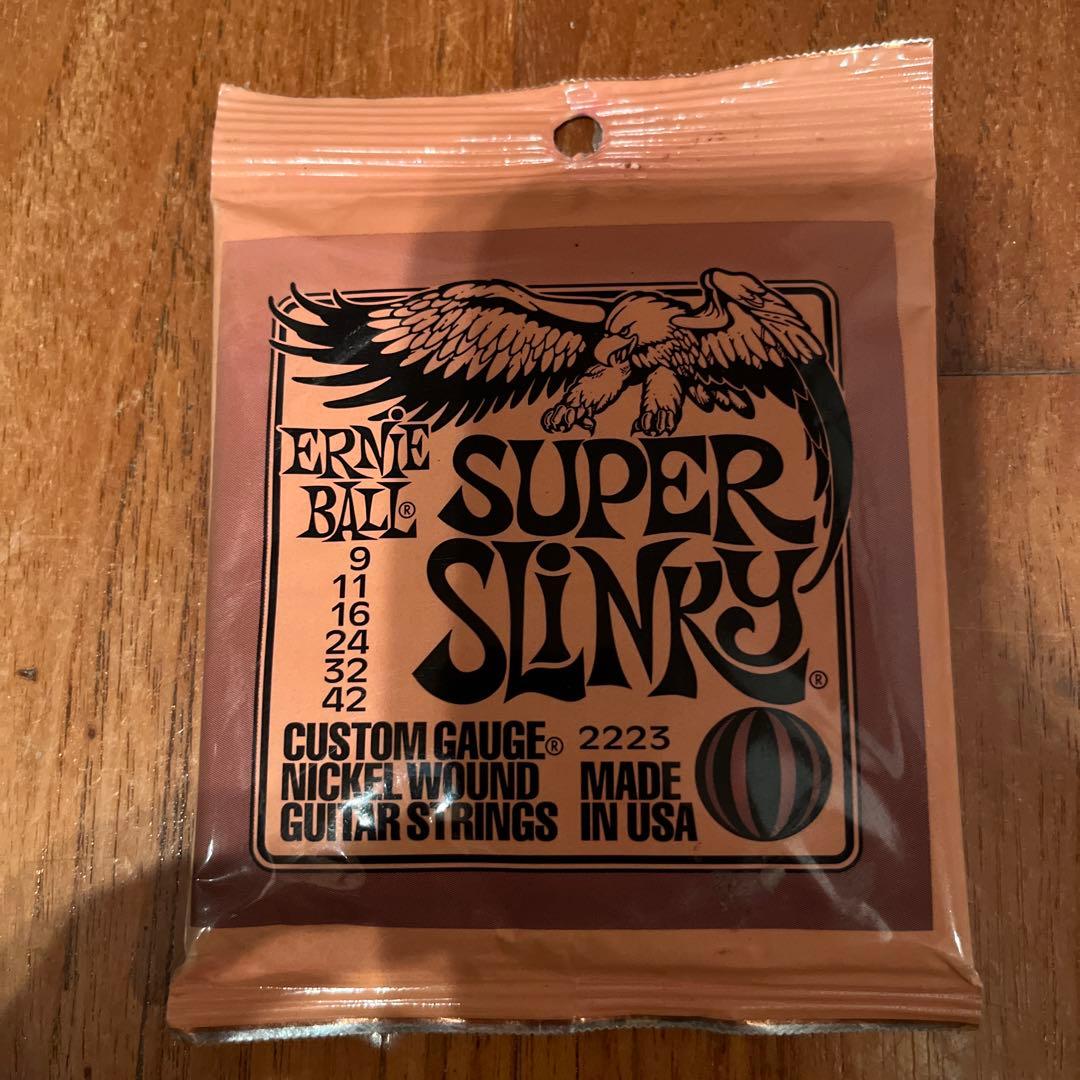 ERNiE
BALL®
SUPER
SLiNKY®
9
11
16
24
32
42
CUSTOM GAUGE®
NICKEL WOUND
GUITAR STRINGS
2223
MADE
IN USA